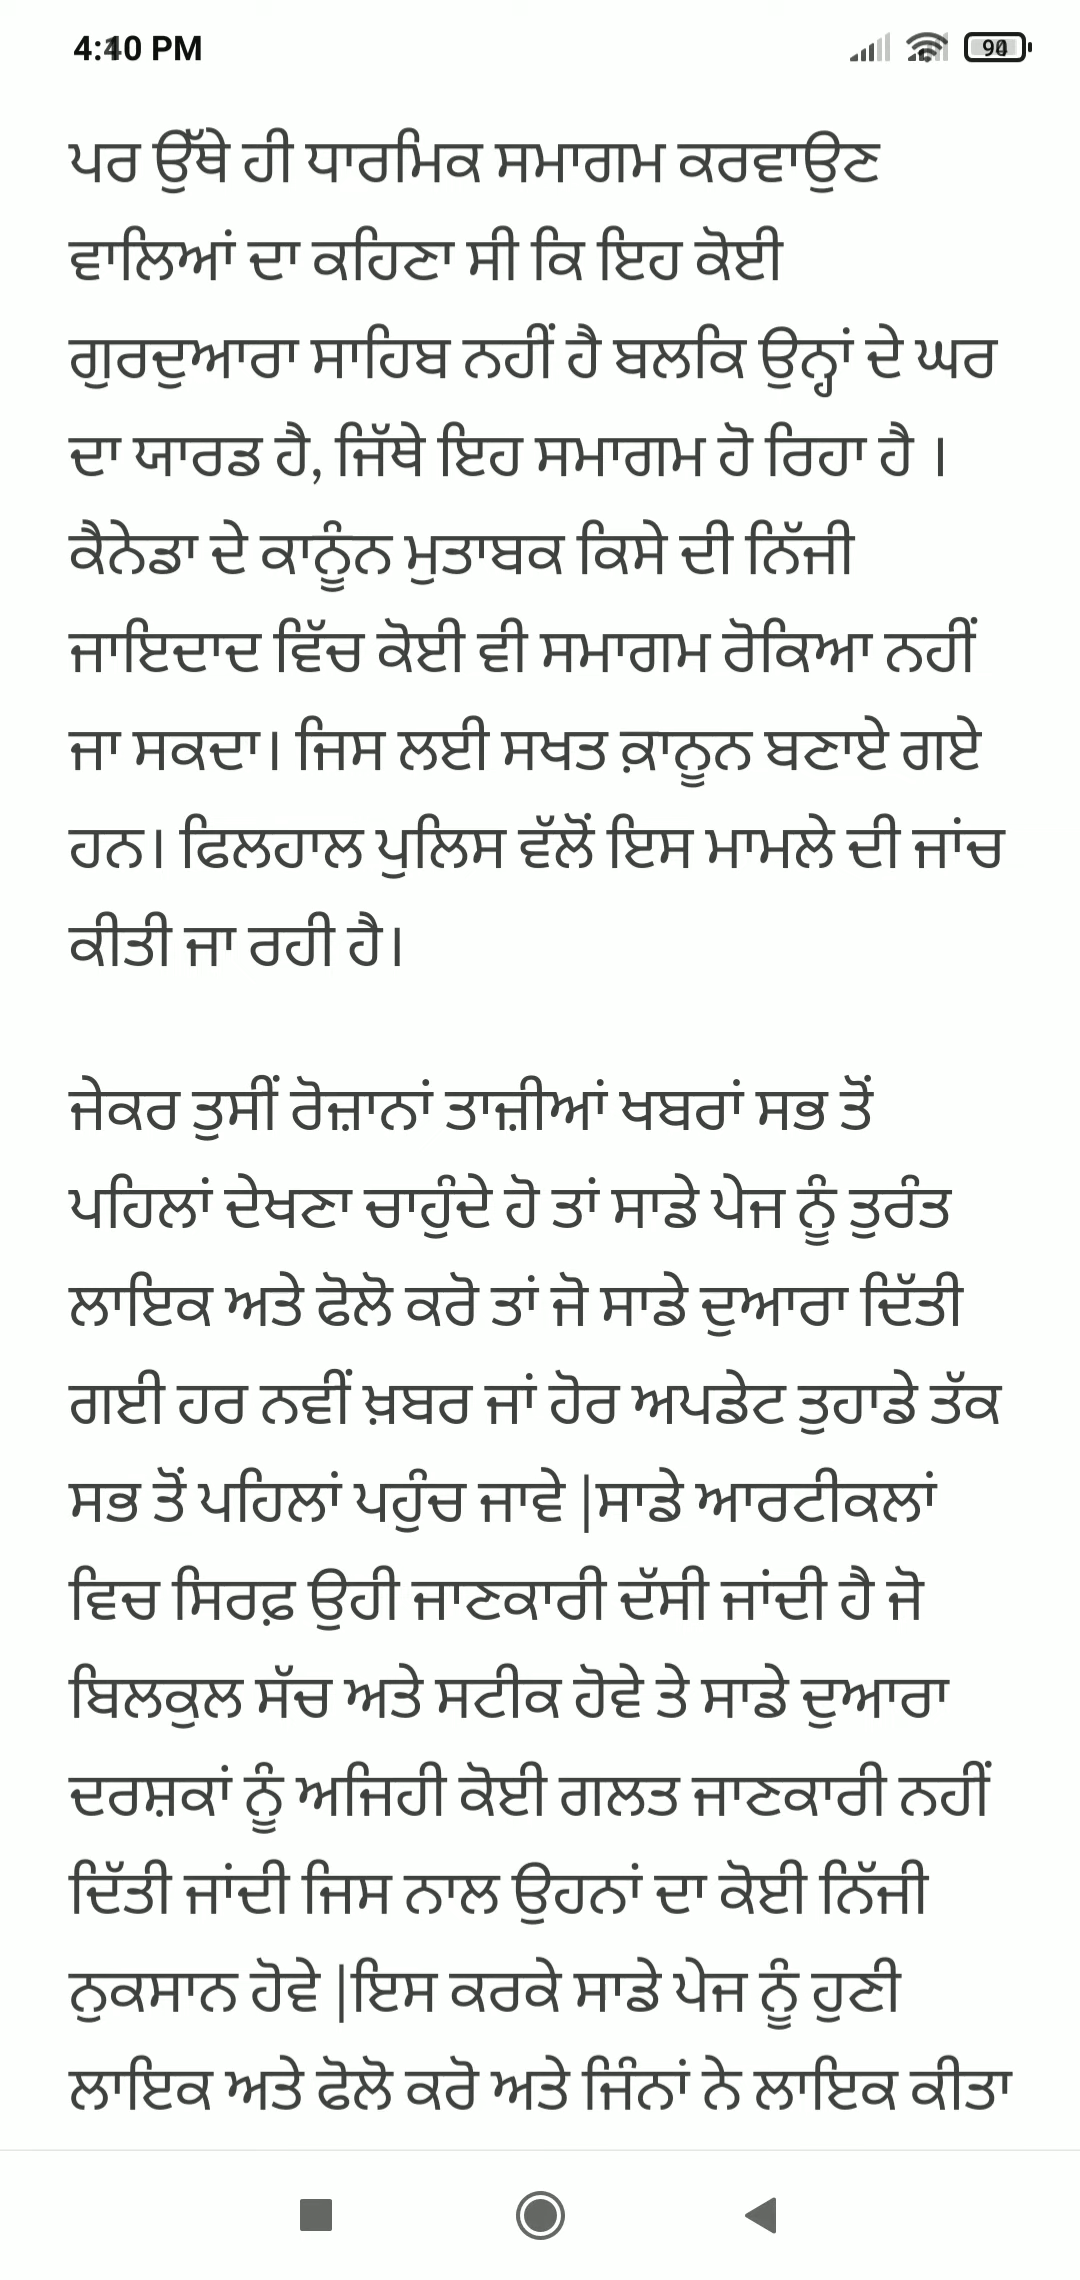 PM
ਪਰ ਉੱਥੇ ਹੀ ਧਾਰਮਿਕ ਸਮਾਗਮ ਕਰਵਾਉਣ
ਵਾਲਿਆਂ ਦਾ ਕਹਿਣਾ ਸੀ ਕਿ ਇਹ ਕੋਈ
ਗੁਰਦੁਆਰਾ ਸਾਹਿਬ ਨਹੀਂ ਹੈ ਬਲਕਿ ਉਨ੍ਹਾਂ ਦੇ ਘਰ
ਦਾ ਯਾਰਡ ਹੈ, ਜਿੱਥੇ ਇਹ ਸਮਾਗਮ ਹੋ ਰਿਹਾ ਹੈ ।
ਕੈਨੇਡਾ ਦੇ ਕਾਨੂੰਨ ਮੁਤਾਬਕ ਕਿਸੇ ਦੀ ਨਿੱਜੀ
ਜਾਇਦਾਦ ਵਿੱਚ ਕੋਈ ਵੀ ਸਮਾਗਮ ਰੋਕਿਆ ਨਹੀਂ
ਜਾ ਸਕਦਾ। ਜਿਸ ਲਈ ਸਖਤ ਕ਼ਾਨੂਨ ਬਣਾਏ ਗਏ
ਹਨ। ਫਿਲਹਾਲ ਪੁਲਿਸ ਵੱਲੋਂ ਇਸ ਮਾਮਲੇ ਦੀ ਜਾਂਚ
ਕੀਤੀ ਜਾ ਰਹੀ ਹੈ।
ਜੇਕਰ ਤੁਸੀਂ ਰੋਜ਼ਾਨਾਂ ਤਾਜ਼ੀਆਂ ਖਬਰਾਂ ਸਭ ਤੋਂ
ਪਹਿਲਾਂ ਦੇਖਣਾ ਚਾਹੁੰਦੇ ਹੋ ਤਾਂ ਸਾਡੇ ਪੇਜ ਨੂੰ ਤੁਰੰਤ
ਲਾਇਕ ਅਤੇ ਫੋਲੋ ਕਰੋ ਤਾਂ ਜੋ ਸਾਡੇ ਦੁਆਰਾ ਦਿੱਤੀ
ਗਈ ਹਰ ਨਵੀਂ ਖ਼ਬਰ ਜਾਂ ਹੋਰ ਅਪਡੇਟ ਤੁਹਾਡੇ ਤੱਕ
ਸਭ ਤੋਂ ਪਹਿਲਾਂ ਪਹੁੰਚ ਜਾਵੇ |ਸਾਡੇ ਆਰਟੀਕਲਾਂ
ਵਿਚ ਸਿਰਫ਼ ਉਹੀ ਜਾਣਕਾਰੀ ਦੱਸੀ ਜਾਂਦੀ ਹੈ ਜੋ
ਬਿਲਕੁਲ ਸੱਚ ਅਤੇ ਸਟੀਕ ਹੋਵੇ ਤੇ ਸਾਡੇ ਦੁਆਰਾ
ਦਰਸ਼ਕਾਂ ਨੂੰ ਅਜਿਹੀ ਕੋਈ ਗਲਤ ਜਾਣਕਾਰੀ ਨਹੀਂ
ਦਿੱਤੀ ਜਾਂਦੀ ਜਿਸ ਨਾਲ ਉਹਨਾਂ ਦਾ ਕੋਈ ਨਿੱਜੀ
ਨੁਕਸਾਨ ਹੋਵੇ |ਇਸ ਕਰਕੇ ਸਾਡੇ ਪੇਜ ਨੂੰ ਹੁਣੀ
ਲਾਇਕ ਅਤੇ ਫੋਲੋ ਕਰੋ ਅਤੇ ਜਿੰਨਾਂ ਨੇ ਲਾਇਕ ਕੀਤਾ